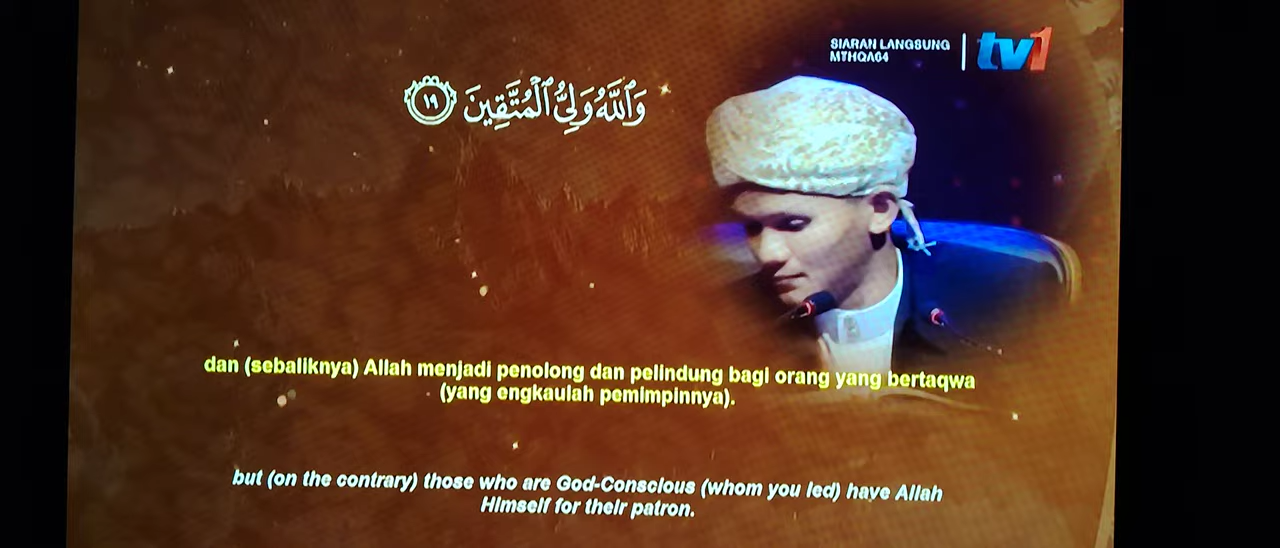 SIARAN LANGSUNG
MTHQA64
tv1
وَٱللَّهُ وَلِىُّ ٱلْمُتَّقِينَ ١٩
dan (sebaliknya) Allah menjadi penolong dan pelindung bagi orang yang bertaqwa
(yang engkaulah pemimpinnya).
but (on the contrary) those who are God-Conscious (whom you led) have Allah
Himself for their patron.